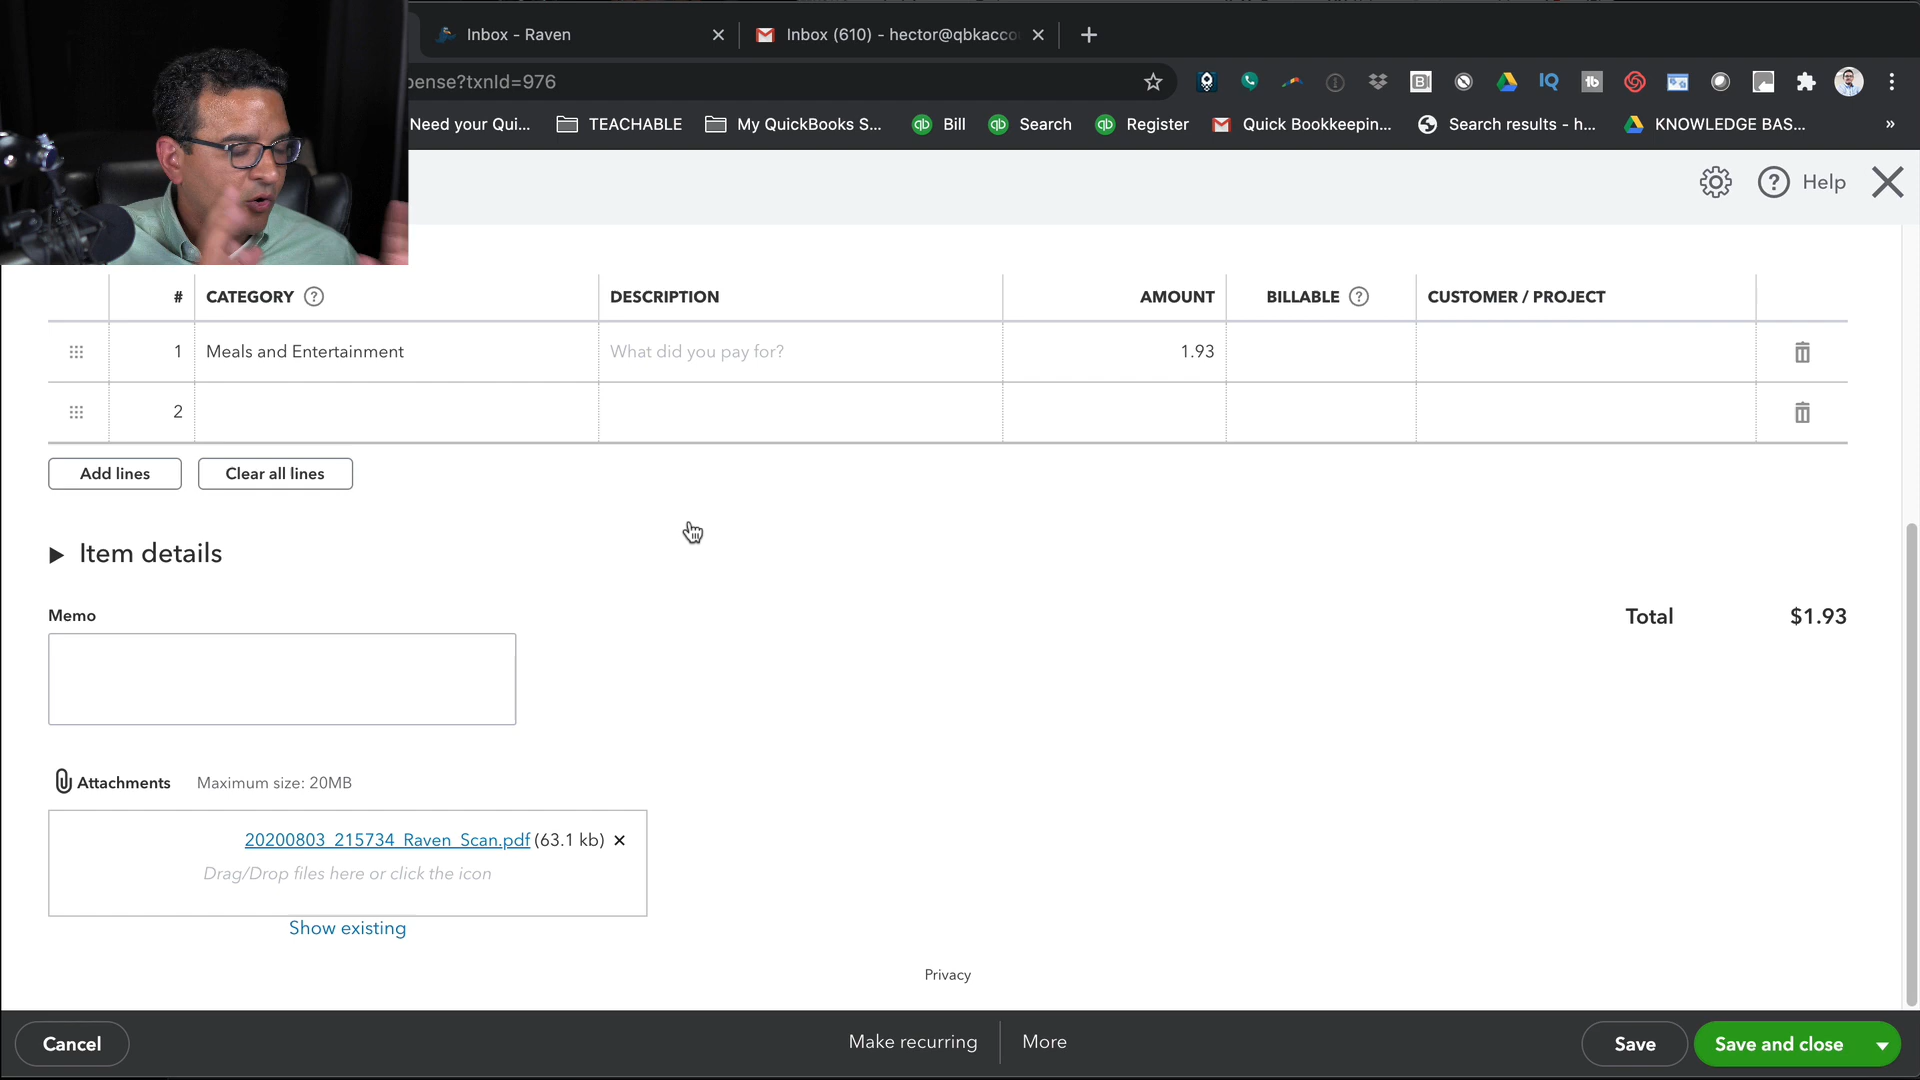 Inbox - Raven
Inbox (610) - hector@qbkacco
pense?txnId=976
Need your Qui...
TEACHABLE
My QuickBooks S...
qb Bill
qb Search
qb Register
Quick Bookkeepin...
Search results - h...
KNOWLEDGE BAS...
»
Help
#
CATEGORY
DESCRIPTION
AMOUNT
BILLABLE
CUSTOMER / PROJECT
1
Meals and Entertainment
What did you pay for?
1.93
2
Add lines
Clear all lines
Item details
Memo
Total
$1.93
Attachments
Maximum size: 20MB
20200803_215734_Raven_Scan.pdf (63.1 kb)
Drag/Drop files here or click the icon
Show existing
Privacy
Cancel
Make recurring
More
Save
Save and close